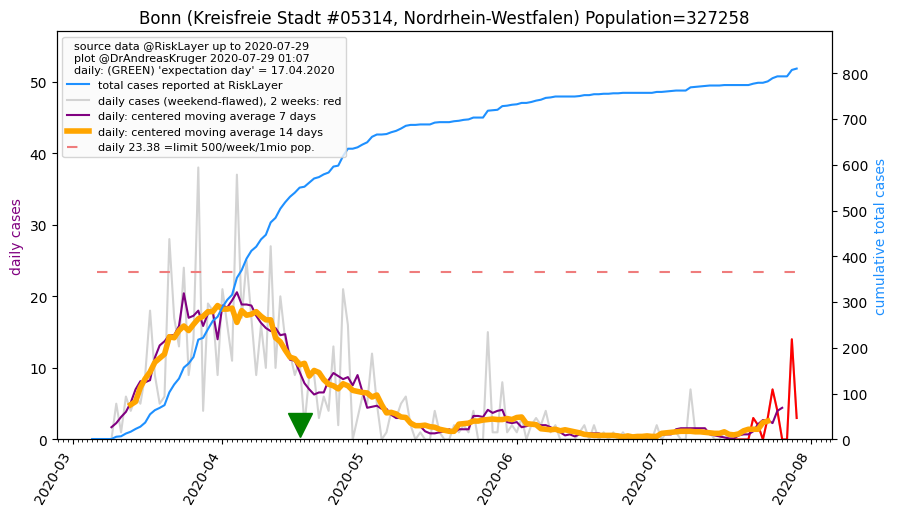 Bonn (Kreisfreie Stadt #05314, Nordrhein-Westfalen) Population=327258
source data @RiskLayer up to 2020-07-29
plot @DrAndreasKruger 2020-07-29 01:07
daily: (GREEN) 'expectation day' = 17.04.2020
total cases reported at RiskLayer
daily cases (weekend-flawed), 2 weeks: red
daily: centered moving average 7 days
daily: centered moving average 14 days
daily 23.38 =limit 500/week/1mio pop.
daily cases
50
40
30
20
10
0
cumulative total cases
800
700
600
500
400
300
200
100
0
2020-03
2020-04
2020-05
2020-06
2020-07
2020-08